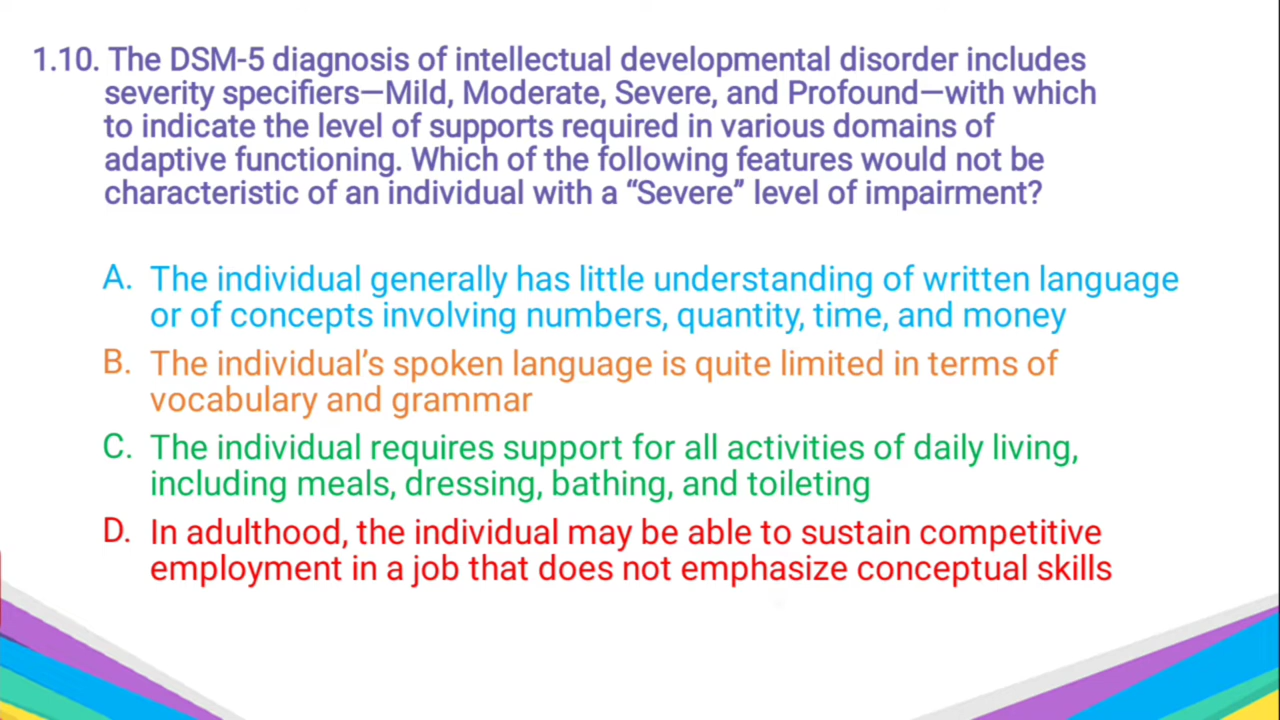 1.10. The DSM-5 diagnosis of intellectual developmental disorder includes
severity specifiers—Mild, Moderate, Severe, and Profound—with which
to indicate the level of supports required in various domains of
adaptive functioning. Which of the following features would not be
characteristic of an individual with a “Severe” level of impairment?
A. The individual generally has little understanding of written language
or of concepts involving numbers, quantity, time, and money
B. The individual’s spoken language is quite limited in terms of
vocabulary and grammar
C. The individual requires support for all activities of daily living,
including meals, dressing, bathing, and toileting
D. In adulthood, the individual may be able to sustain competitive
employment in a job that does not emphasize conceptual skills